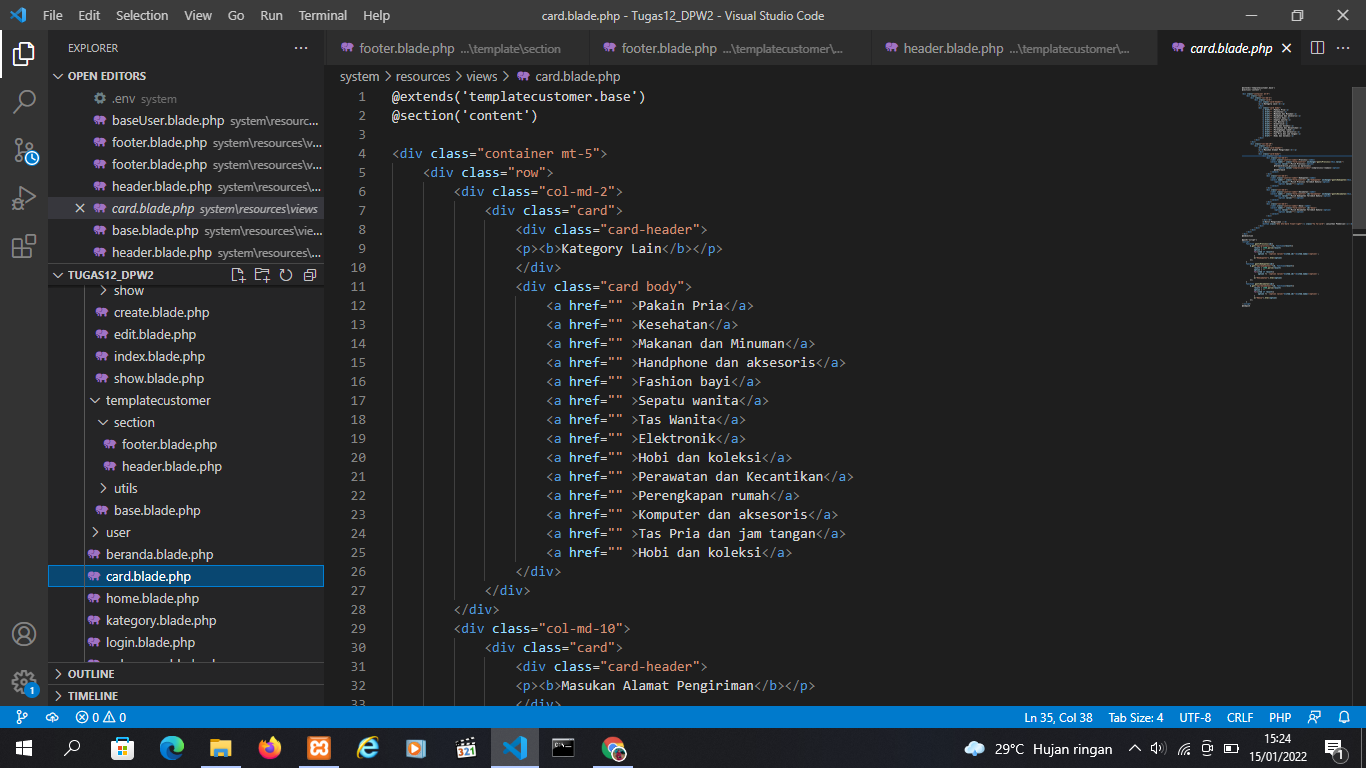 File Edit Selection View Go Run Terminal Help card.blade.php - Tugas12_DPW2 - Visual Studio Code
EXPLORER
OPEN EDITORS
.env system
baseUser.blade.php system\resourc...
footer.blade.php system\resources\v...
footer.blade.php system\resources\v...
header.blade.php system\resources\...
card.blade.php system\resources\views
base.blade.php system\resources\vie...
header.blade.php system\resources\...
TUGAS12_DPW2
show
create.blade.php
edit.blade.php
index.blade.php
show.blade.php
templatecustomer
section
footer.blade.php
header.blade.php
utils
base.blade.php
user
beranda.blade.php
card.blade.php
home.blade.php
kategory.blade.php
login.blade.php
OUTLINE
TIMELINE
footer.blade.php ...\template\section footer.blade.php ...\templatecustomer\... header.blade.php ...\templatecustomer\... card.blade.php
system > resources > views > card.blade.php
1 @extends('templatecustomer.base')
2 @section('content')
3
4 <div class="container mt-5">
5 <div class="row">
6 <div class="col-md-2">
7 <div class="card">
8 <div class="card-header">
9 <p><b>Kategory Lain</b></p>
10 </div>
11 <div class="card body">
12 <a href="" >Pakain Pria</a>
13 <a href="" >Kesehatan</a>
14 <a href="" >Makanan dan Minuman</a>
15 <a href="" >Handphone dan aksesoris</a>
16 <a href="" >Fashion bayi</a>
17 <a href="" >Sepatu wanita</a>
18 <a href="" >Tas Wanita</a>
19 <a href="" >Elektronik</a>
20 <a href="" >Hobi dan koleksi</a>
21 <a href="" >Perawatan dan Kecantikan</a>
22 <a href="" >Perengkapan rumah</a>
23 <a href="" >Komputer dan aksesoris</a>
24 <a href="" >Tas Pria dan jam tangan</a>
25 <a href="" >Hobi dan koleksi</a>
26 </div>
27 </div>
28 </div>
29 <div class="col-md-10">
30 <div class="card">
31 <div class="card-header">
32 <p><b>Masukan Alamat Pengiriman</b></p>
33 </div>
0 0 Ln 35, Col 38 Tab Size: 4 UTF-8 CRLF PHP
29°C Hujan ringan 15:24
15/01/2022
1